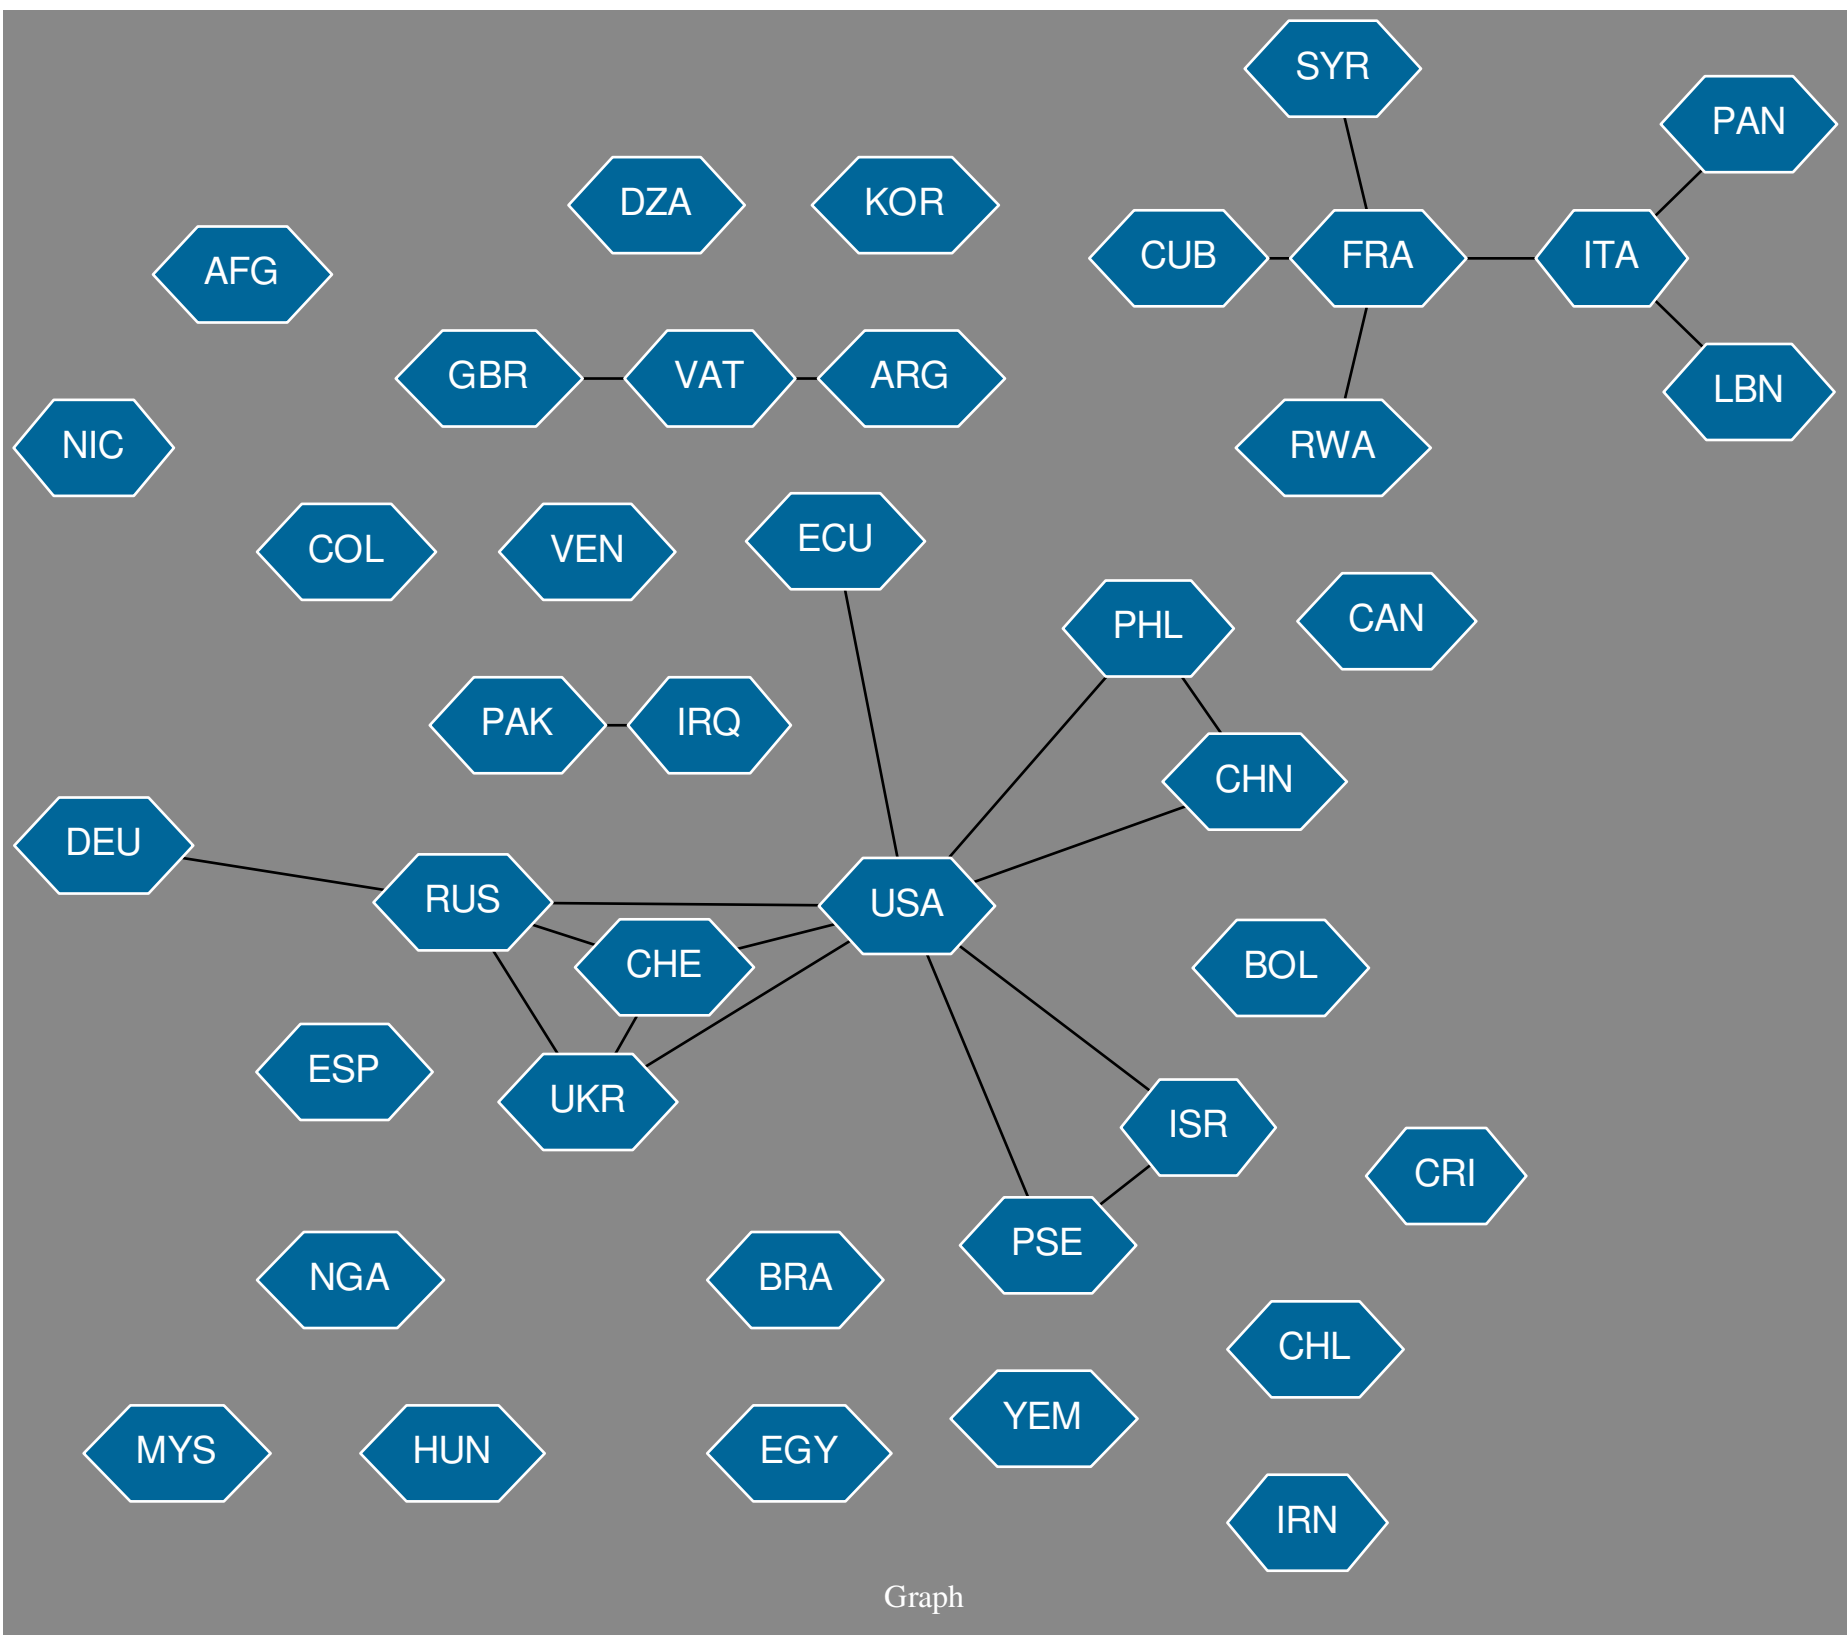 SYR
PAN
DZA
KOR
CUB
FRA
ITA
AFG
GBR
VAT
ARG
LBN
NIC
RWA
COL
VEN
ECU
PHL
CAN
PAK
IRQ
CHN
DEU
RUS
USA
CHE
BOL
ESP
UKR
ISR
CRI
PSE
NGA
BRA
CHL
YEM
MYS
HUN
EGY
IRN
Graph